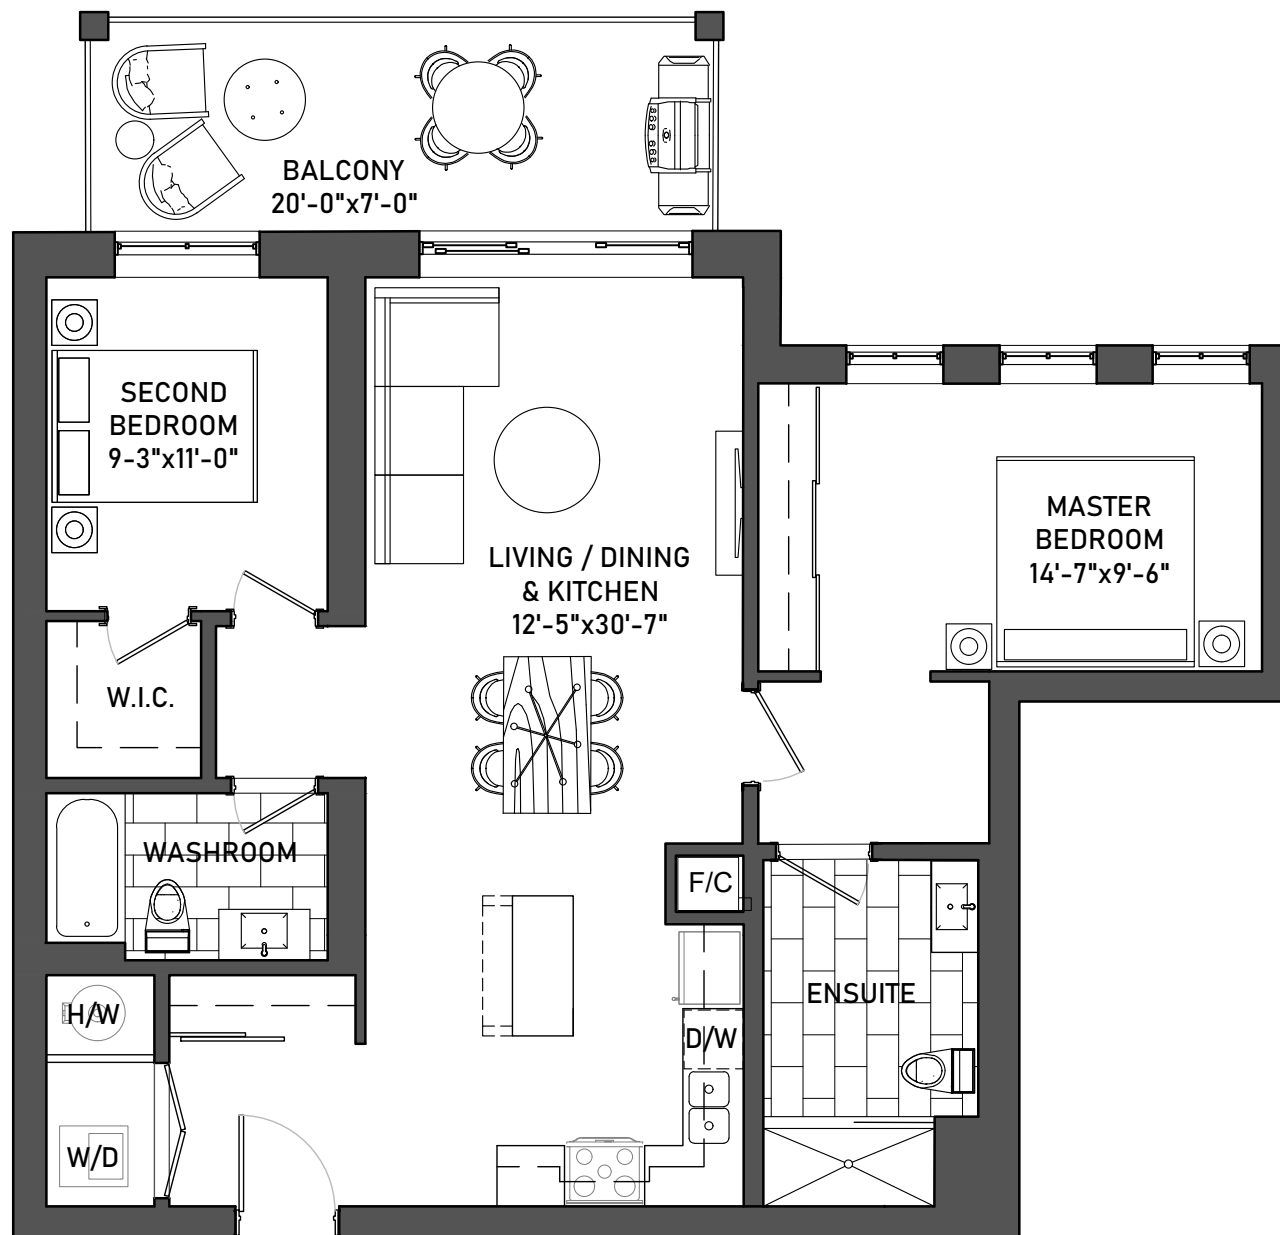 BALCONY
20'-0"x7'-0"
SECOND
BEDROOM
9-3"x11'-0"
MASTER
BEDROOM
14'-7"x9'-6"
LIVING / DINING
& KITCHEN
12'-5"x30'-7"
W.I.C.
WASHROOM
F/C
ENSUITE
H/W
D/W
W/D